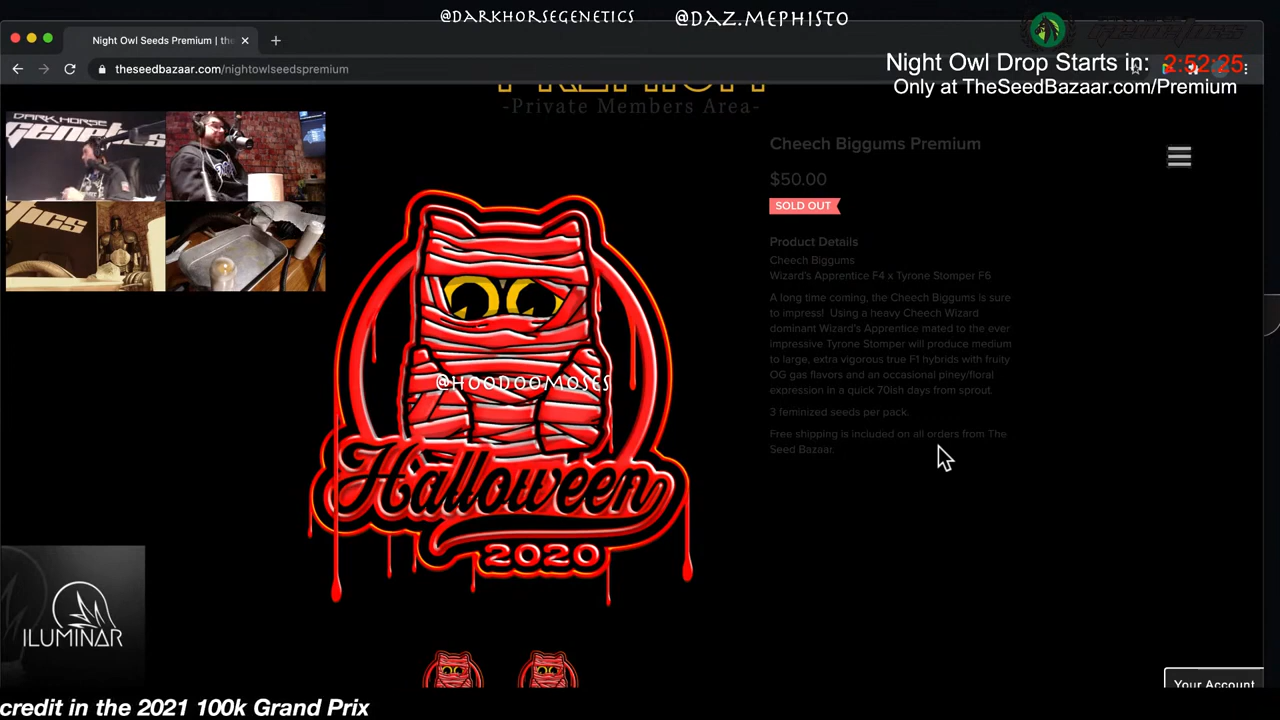 @DARKHORSEGENETICS
@DAZ.MEPHISTO
Night Owl Seeds Premium | the
theseedbazaar.com/nightowlseedspremium
Night Owl Drop Starts in: 2:52:25
Only at TheSeedBazaar.com/Premium
PREMIUM
-Private Members Area-
DARK HORSE
genetics
Cheech Biggums Premium
$50.00
SOLD OUT
Product Details
Cheech Biggums
Wizard's Apprentice F4 x Tyrone Stomper F6
A long time coming, the Cheech Biggums is sure
to impress! Using a heavy Cheech Wizard
dominant Wizard's Apprentice mated to the ever
impressive Tyrone Stomper will produce medium
to large, extra vigorous true F1 hybrids with fruity
OG gas flavors and an occasional piney/floral
expression in a quick 70ish days from sprout.
3 feminized seeds per pack.
Free shipping is included on all orders from The
Seed Bazaar.
@HOODOOMOSES
Halloween
2020
ILUMINAR
Your Account
credit in the 2021 100k Grand Prix